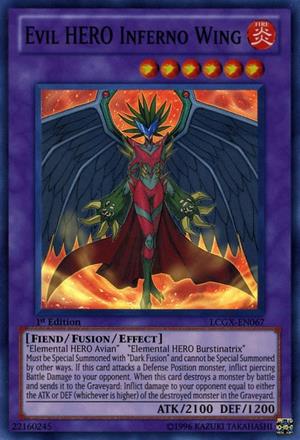 EVIL HERO INFERNO WING
FIRE
炎
1st Edition
LCGX-EN067
[FIEND/FUSION/EFFECT]
"Elemental HERO Avian" "Elemental HERO Burstinatrix"
Must be Special Summoned with "Dark Fusion" and cannot be Special Summoned
by other ways. If this card attacks a Defense Position monster, inflict piercing
Battle Damage to your opponent. When this card destroys a monster by battle
and sends it to the Graveyard: Inflict damage to your opponent equal to either
the ATK or DEF (whichever is higher) of the destroyed monster in the Graveyard.
ATK/2100 DEF/1200
22160245
©1996 KAZUKI TAKAHASHI